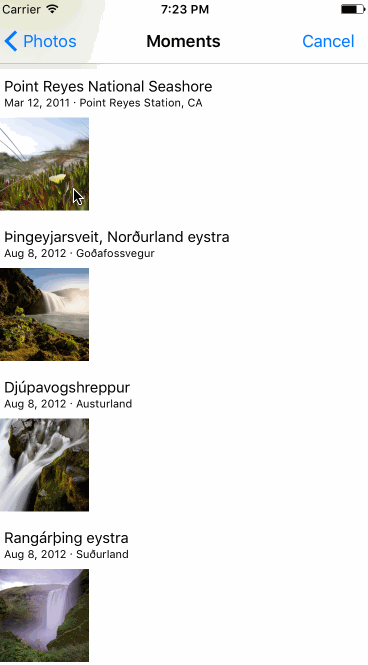 Carrier 7:23 PM
Photos Moments Cancel
Point Reyes National Seashore
Mar 12, 2011 · Point Reyes Station, CA
Þingeyjarsveit, Norðurland eystra
Aug 8, 2012 · Goðafossvegur
Djúpavogshreppur
Aug 8, 2012 · Austurland
Rangárþing eystra
Aug 8, 2012 · Suðurland